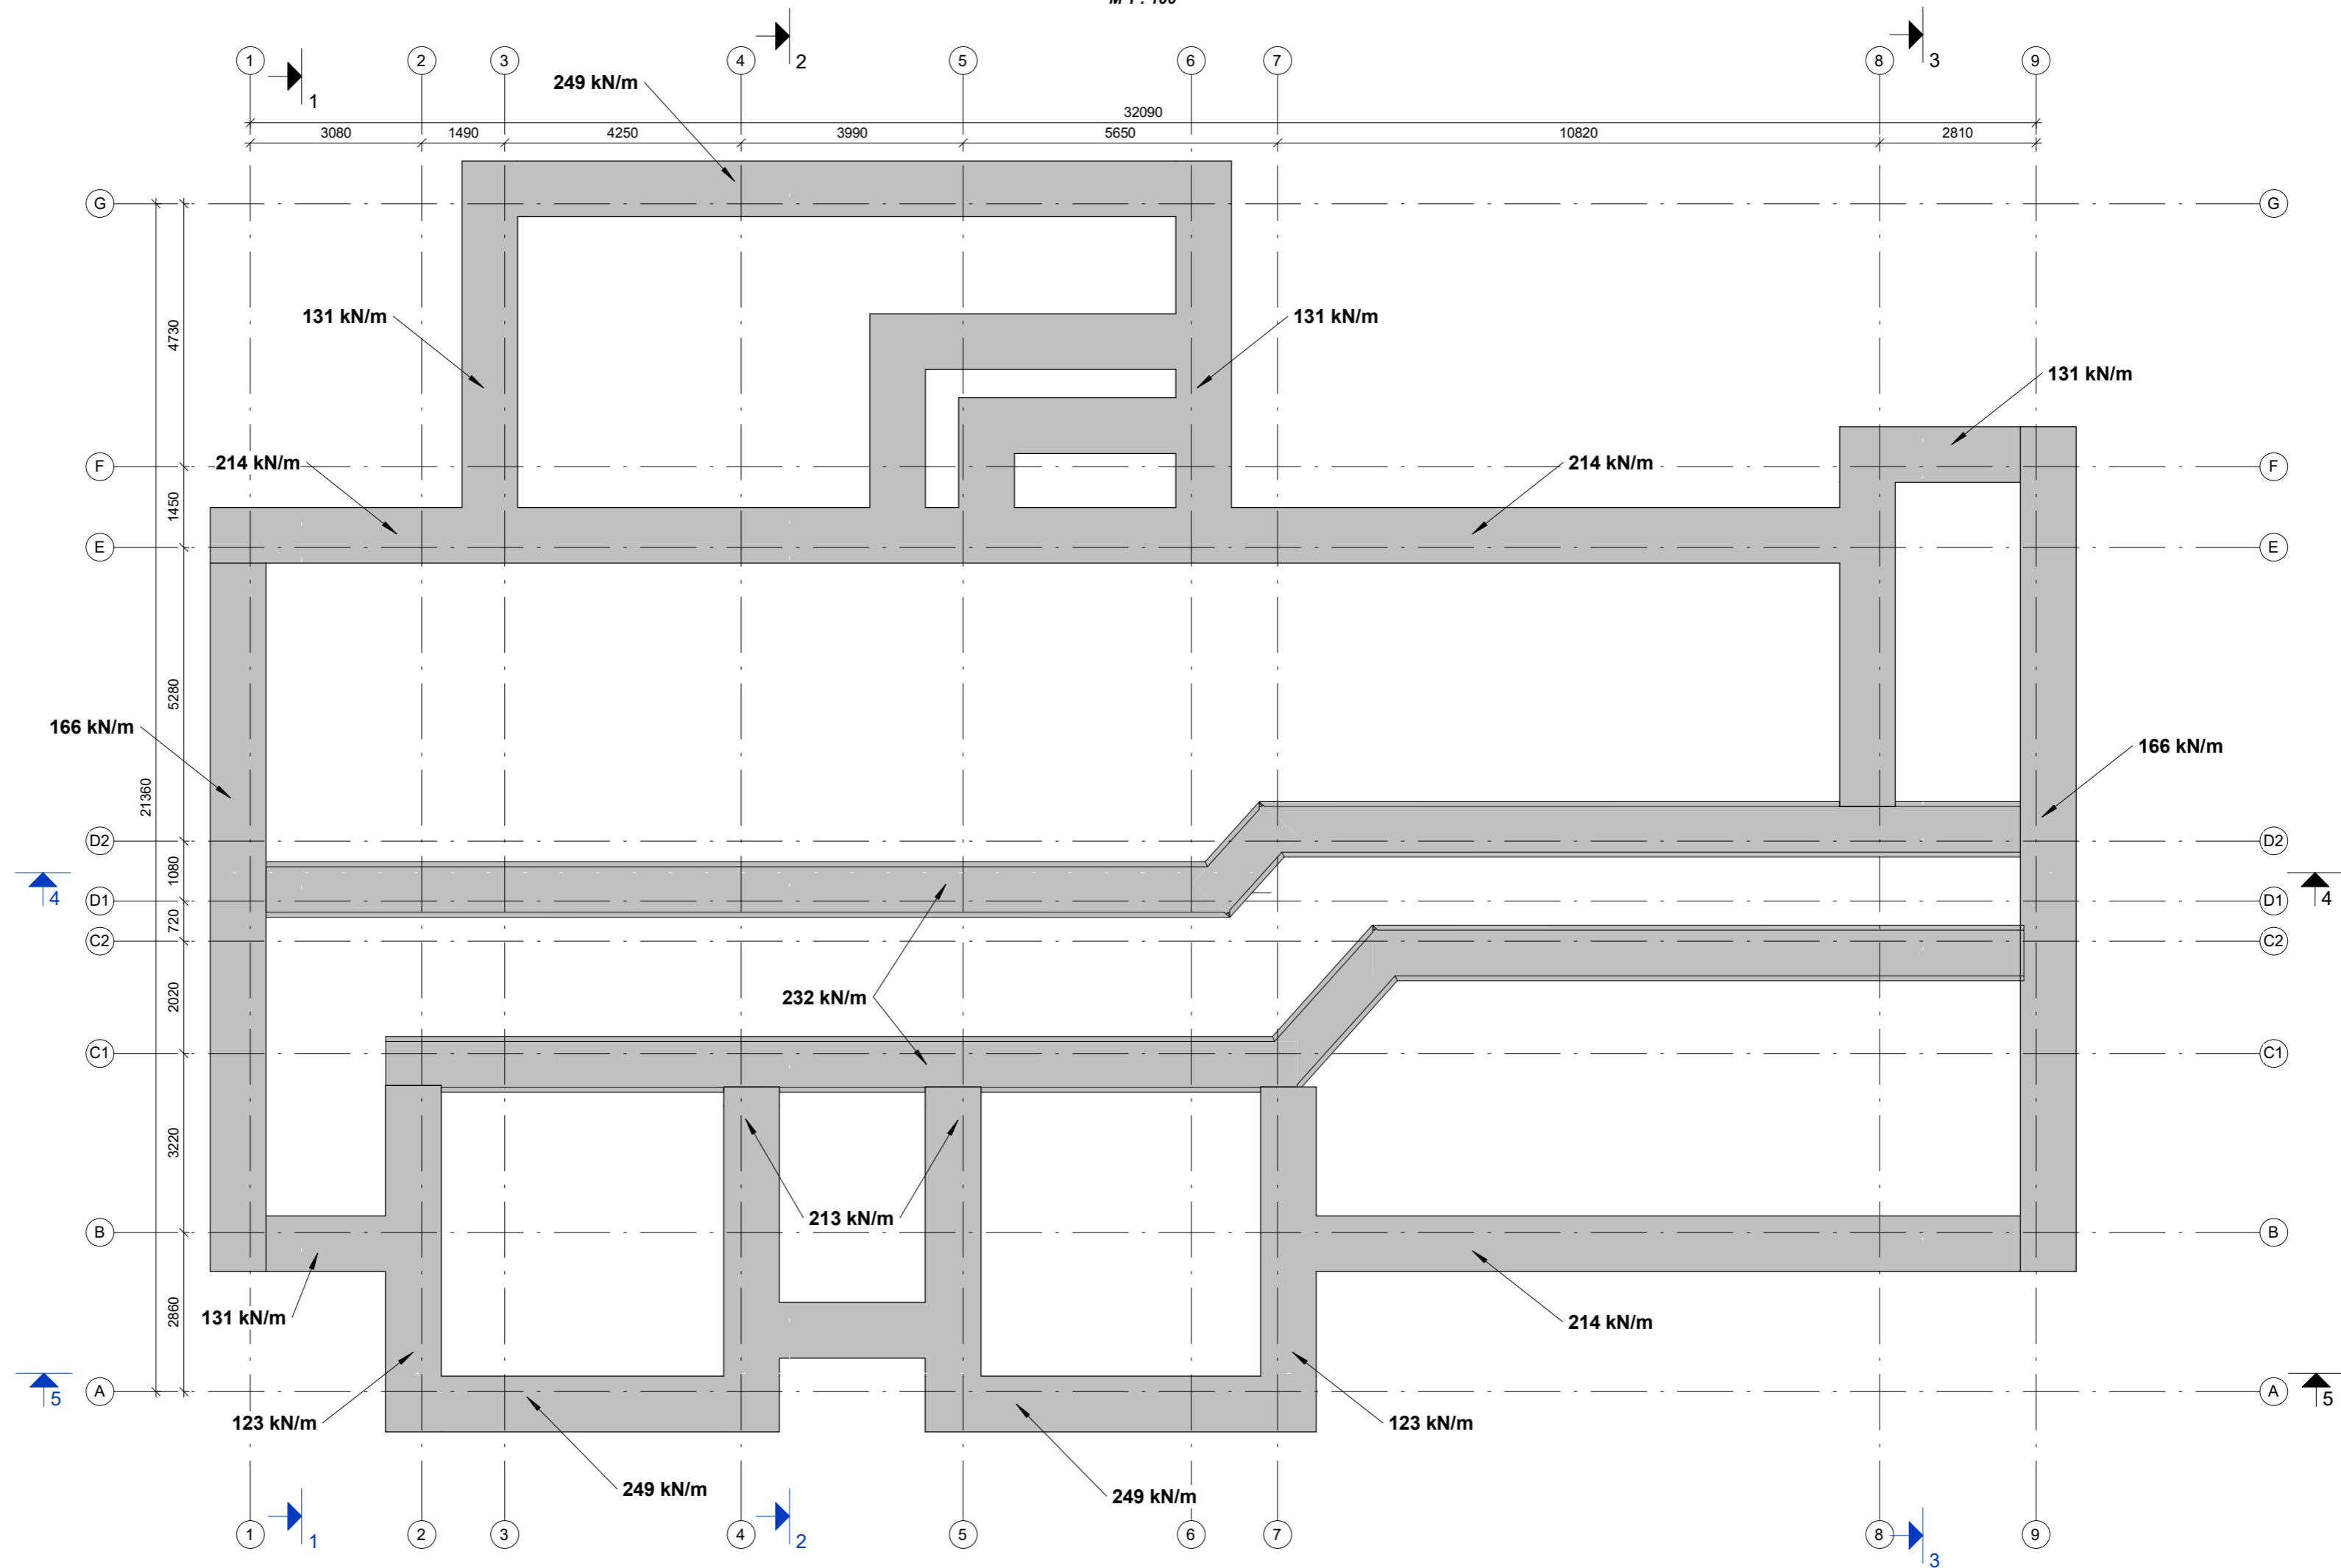 M 1 : 100
1 2 3 4 5 6 7 8 9
1 2 3
249 kN/m
32090
3080 1490 4250 3990 5650 10820 2810
G G
4730
131 kN/m 131 kN/m
131 kN/m
F 214 kN/m 214 kN/m F
1450
E E
5280
166 kN/m 166 kN/m
21360
D2 D2
1080
4 4
D1 D1
720
C2 C2
2020
232 kN/m
C1 C1
3220
213 kN/m
B B
2860
131 kN/m 214 kN/m
A A
5 5
123 kN/m 123 kN/m
249 kN/m 249 kN/m
1 2 3 4 5 6 7 8 9
1 2 3